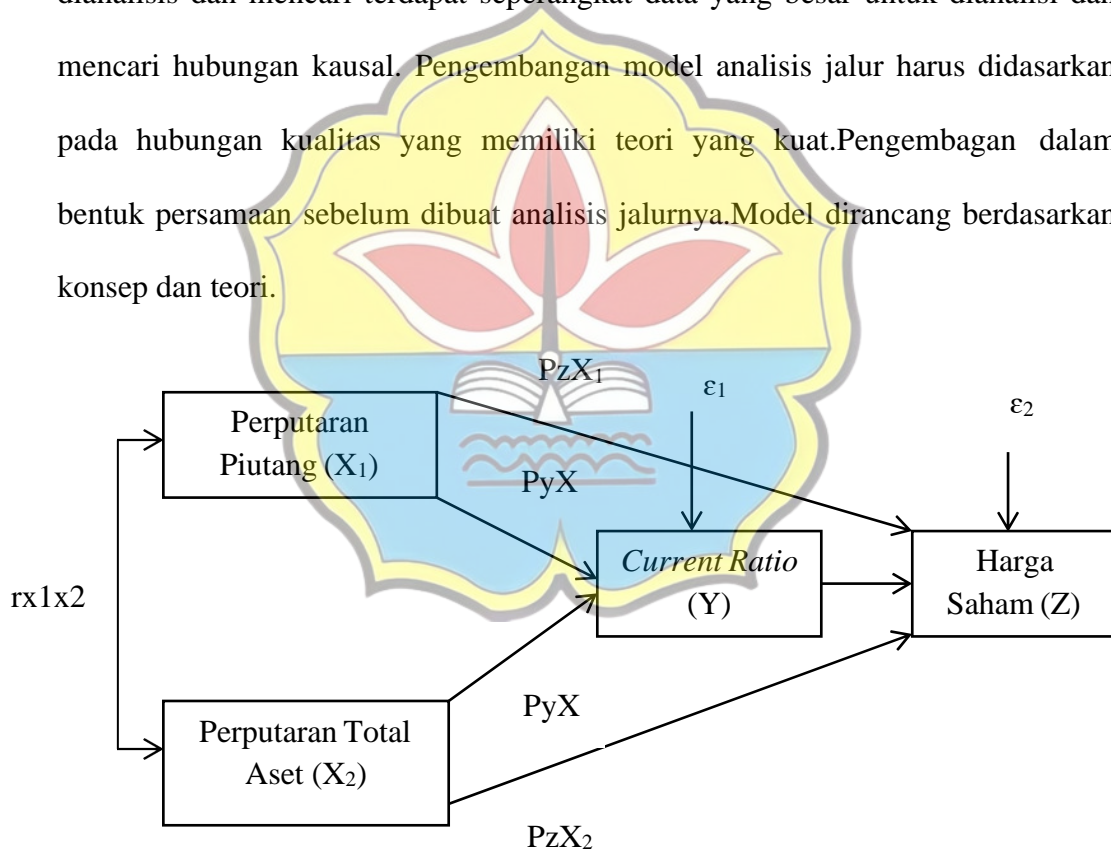 dianalisis dan mencari terdapat seperangkat data yang besar untuk dianalisi dan
mencari hubungan kausal. Pengembangan model analisis jalur harus didasarkan
pada hubungan kualitas yang memiliki teori yang kuat.Pengembagan dalam
bentuk persamaan sebelum dibuat analisis jalurnya.Model dirancang berdasarkan
konsep dan teori.
PzX₁
ε₁
ε₂
Perputaran
Piutang (X₁)
PyX
Current Ratio
(Y)
Harga
Saham (Z)
rx1x2
PyX
Perputaran Total
Aset (X₂)
PzX₂